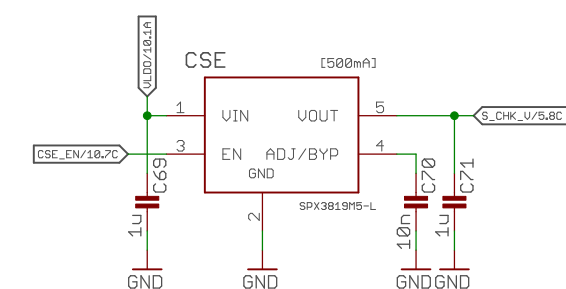 VLDO/10.1A
CSE
[500mA]
1
VIN
VOUT
5
S_CHK_V/5.8C
CSE_EN/10.7C
3
EN
ADJ/BYP
4
GND
C69
C70
C71
2
SPX3819M5-L
1u
10n
1u
GND
GND
GND
GND